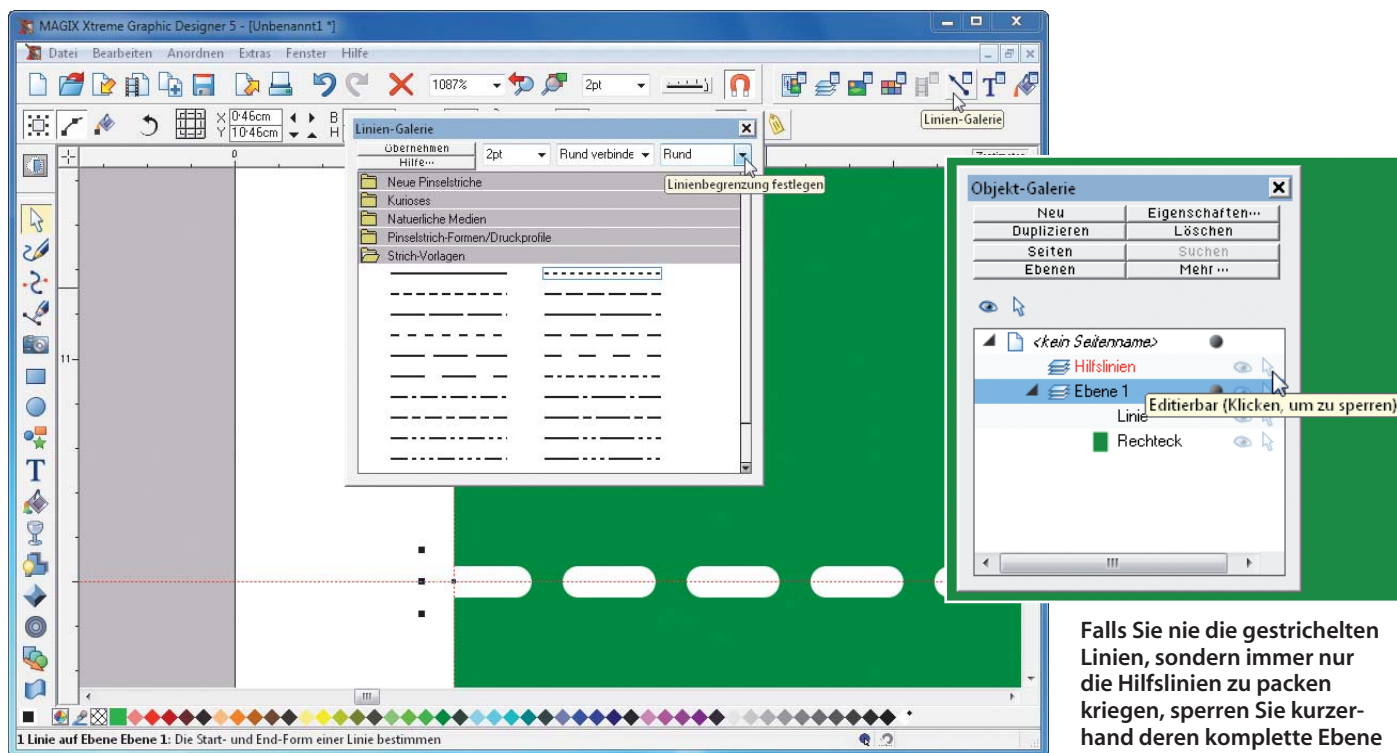 MAGIX Xtreme Graphic Designer 5 - [Unbenannt1 *]
Datei Bearbeiten Anordnen Extras Fenster Hilfe
1087% 2pt
X 0·46cm B
Y 10·46cm H
Linien-Galerie
Linien-Galerie
Übernehmen
Hilfe···
2pt Rund verbinde Rund
Linienbegrenzung festlegen
Neue Pinselstriche
Kurioses
Natuerliche Medien
Pinselstrich-Formen/Druckprofile
Strich-Vorlagen
0
11
Objekt-Galerie
Neu Eigenschaften···
Duplizieren Löschen
Seiten Suchen
Ebenen Mehr ···
<kein Seitenname>
Hilfslinien
Ebene 1
Editierbar (Klicken, um zu sperren)
Linie
Rechteck
1 Linie auf Ebene Ebene 1: Die Start- und End-Form einer Linie bestimmen
Falls Sie nie die gestrichelten
Linien, sondern immer nur
die Hilfslinien zu packen
kriegen, sperren Sie kurzer-
hand deren komplette Ebene